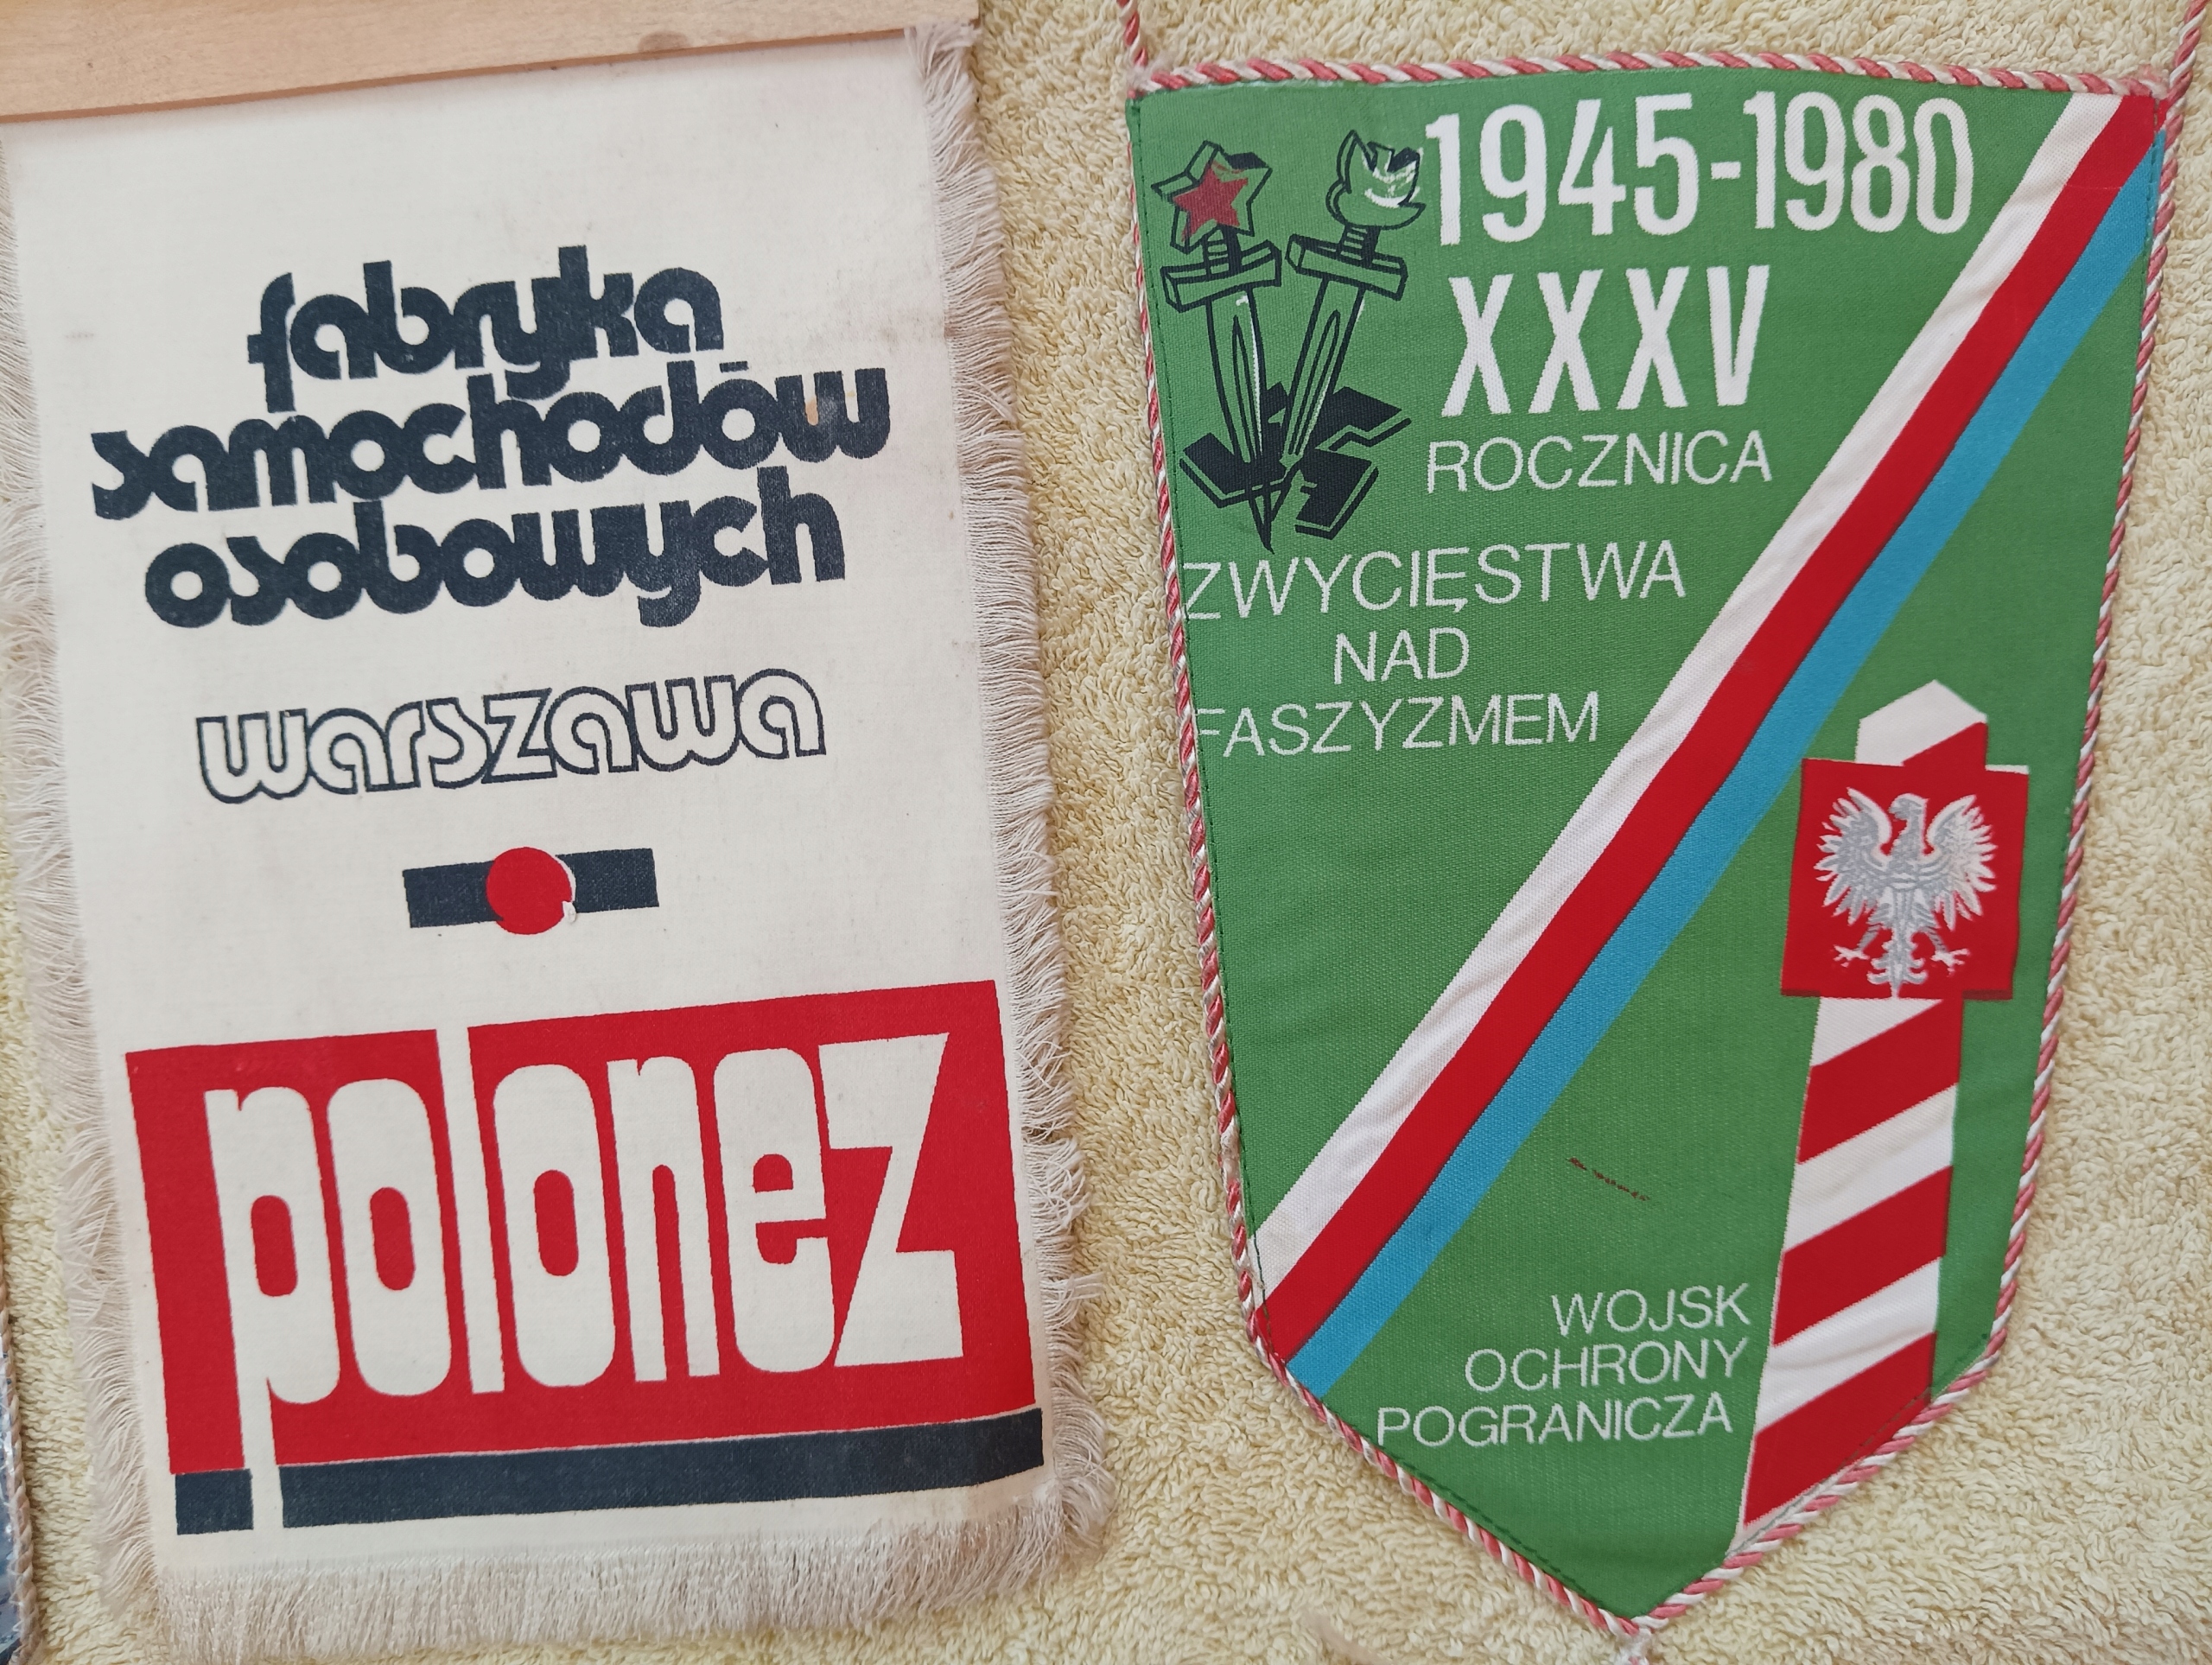 fabryka
samochodów
osobowych
warszawa
polonez
1945-1980
XXXV
ROCZNICA
ZWYCIĘSTWA
NAD
FASZYZMEM
WOJSK
OCHRONY
POGRANICZA